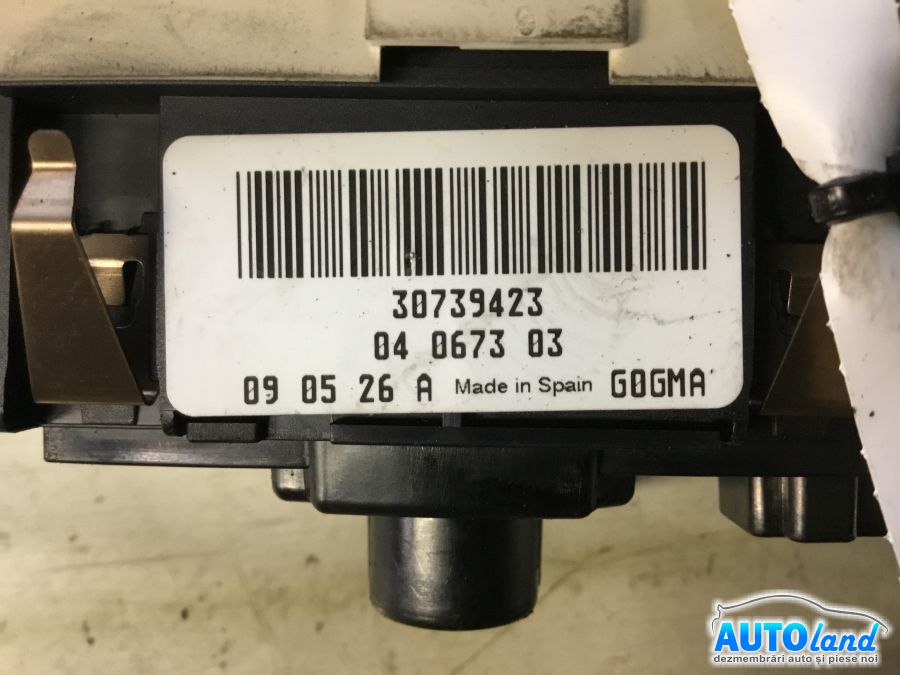 30739423
04 0673 03
09 05 26 A Made in Spain G0GMA
AUTOland
dezmembrări auto și piese noi